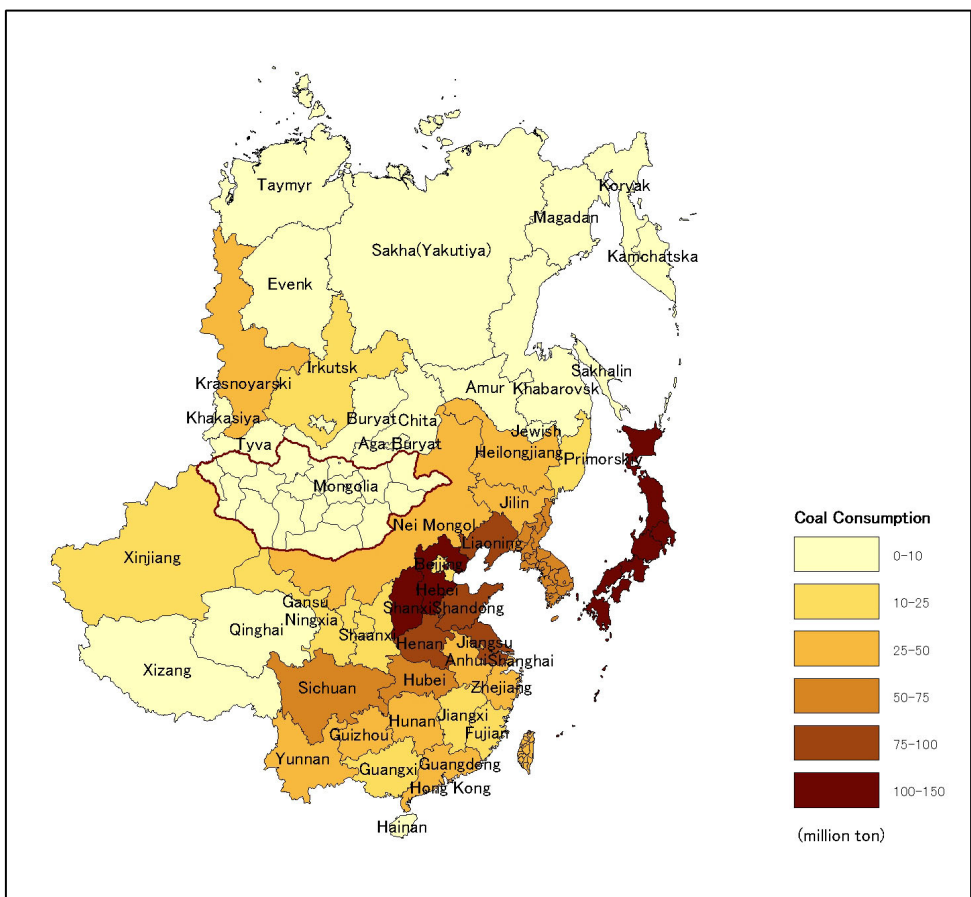 Taymyr
Koryak
Magadan
Sakha(Yakutiya)
Kamchatska
Evenk
Irkutsk
Sakhalin
Krasnoyarski
Amur
Khabarovsk
Khakasiya
Buryat
Chita
Jewish
Tyva
Aga Buryat
Heilongjiang
Primorskiy
Mongolia
Jilin
Nei Mongol
Liaoning
Xinjiang
Beijing
Hebei
Gansu
Shanxi
Shandong
Ningxia
Qinghai
Shaanxi
Henan
Jiangsu
Xizang
Anhui
Shanghai
Sichuan
Hubei
Zhejiang
Hunan
Jiangxi
Guizhou
Fujian
Yunnan
Guangxi
Guangdong
Hong Kong
Hainan
Coal Consumption
0-10
10-25
25-50
50-75
75-100
100-150
(million ton)